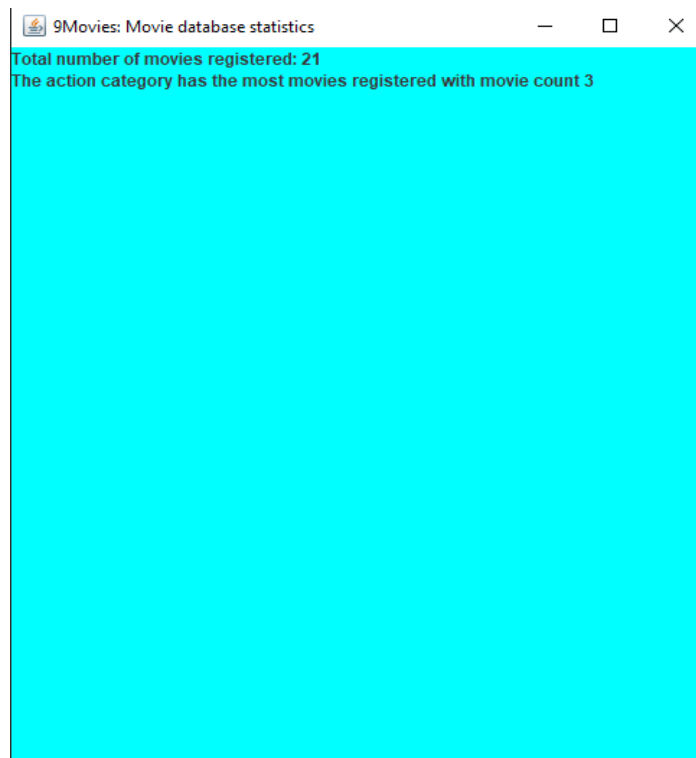 9Movies: Movie database statistics
Total number of movies registered: 21
The action category has the most movies registered with movie count 3